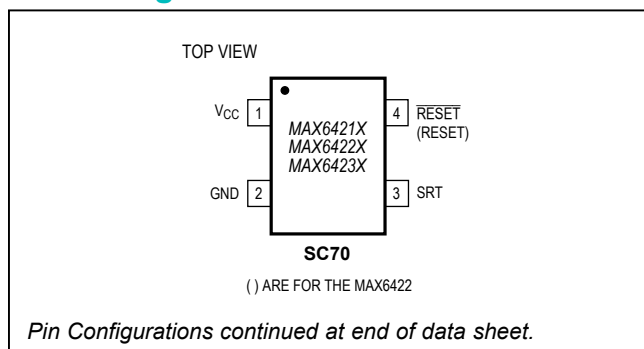 TOP VIEW
VCC 1
4 RESET
(RESET)
MAX6421X
MAX6422X
MAX6423X
GND 2
3 SRT
SC70
( ) ARE FOR THE MAX6422
Pin Configurations continued at end of data sheet.